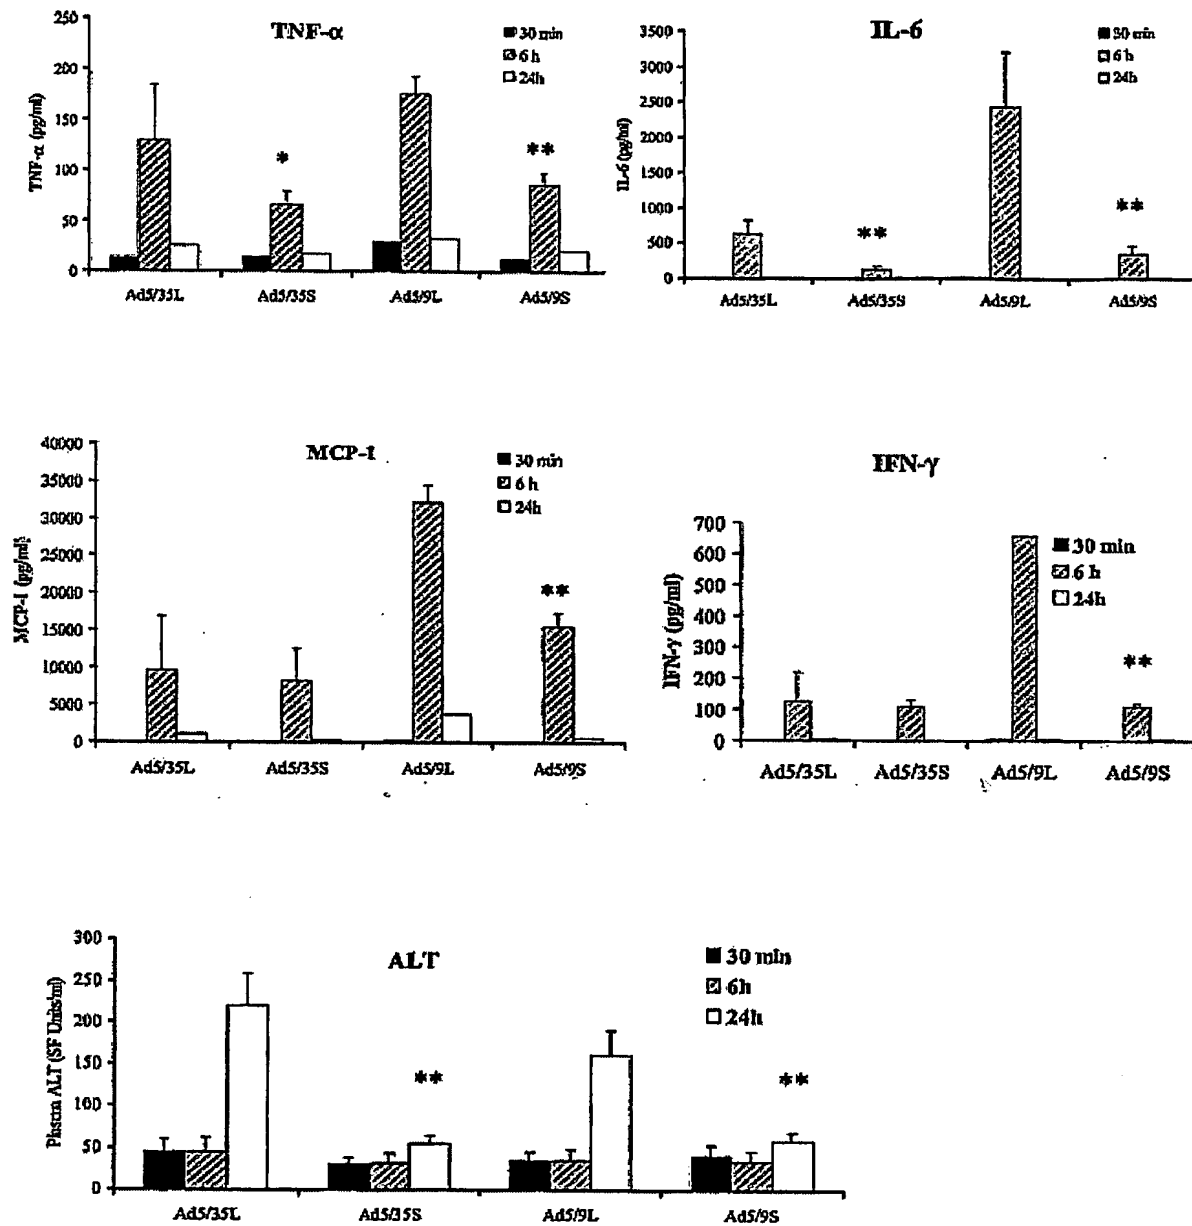 TNF-α
250
200
150
100
50
0
TNF-α (pg/ml)
30 min
6 h
24h
*
**
Ad5/35L Ad5/35S Ad5/9L Ad5/9S
IL-6
3500
3000
2500
2000
1500
1000
500
0
IL-6 (pg/ml)
30 min
6 h
24h
**
**
Ad5/35L Ad5/35S Ad5/9L Ad5/9S
MCP-1
40000
35000
30000
25000
20000
15000
10000
5000
0
MCP-1 (pg/ml)
30 min
6 h
24h
**
Ad5/35L Ad5/35S Ad5/9L Ad5/9S
IFN-γ
700
600
500
400
300
200
100
0
IFN-γ (pg/ml)
30 min
6 h
24h
**
Ad5/35L Ad5/35S Ad5/9L Ad5/9S
ALT
300
250
200
150
100
50
0
Plasma ALT (SF Units/ml)
30 min
6h
24h
**
**
Ad5/35L Ad5/35S Ad5/9L Ad5/9S